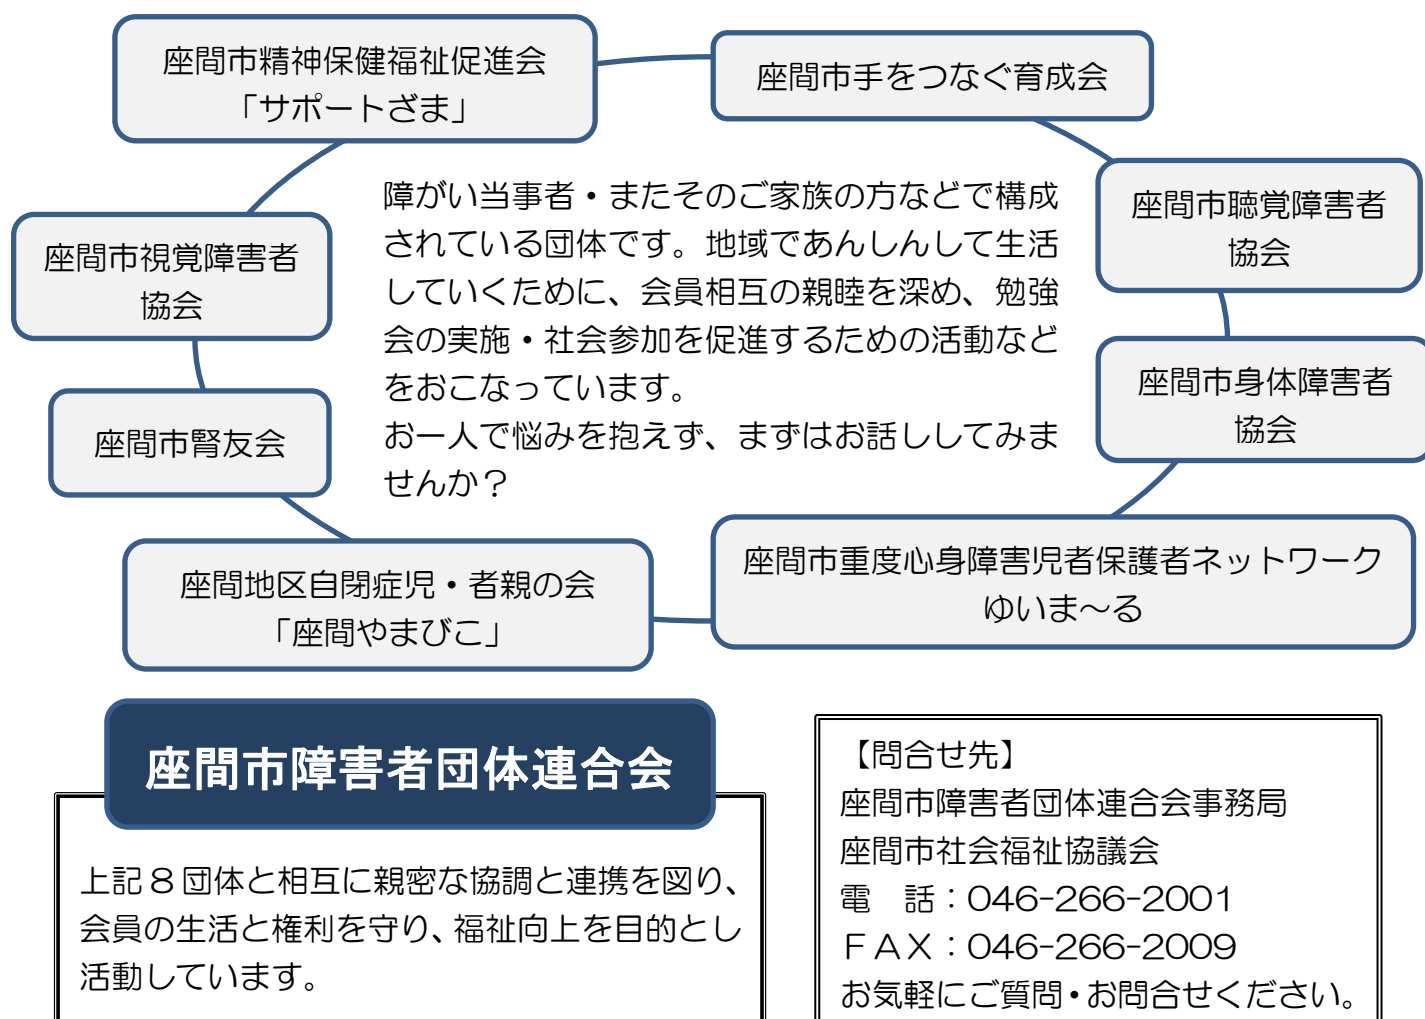 座間市精神保健福祉促進会
「サポートざま」
座間市手をつなぐ育成会
座間市聴覚障害者
協会
座間市視覚障害者
協会
障がい当事者・またそのご家族の方などで構成
されている団体です。地域であんしんして生活
していくために、会員相互の親睦を深め、勉強
会の実施・社会参加を促進するための活動など
をおこなっています。
お一人で悩みを抱えず、まずはお話ししてみま
せんか？
座間市身体障害者
協会
座間市腎友会
座間地区自閉症児・者親の会
「座間やまびこ」
座間市重度心身障害児者保護者ネットワーク
ゆいま～る
座間市障害者団体連合会
上記８団体と相互に親密な協調と連携を図り、
会員の生活と権利を守り、福祉向上を目的とし
活動しています。
【問合せ先】
座間市障害者団体連合会事務局
座間市社会福祉協議会
電　話：046-266-2001
ＦＡＸ：046-266-2009
お気軽にご質問・お問合せください。